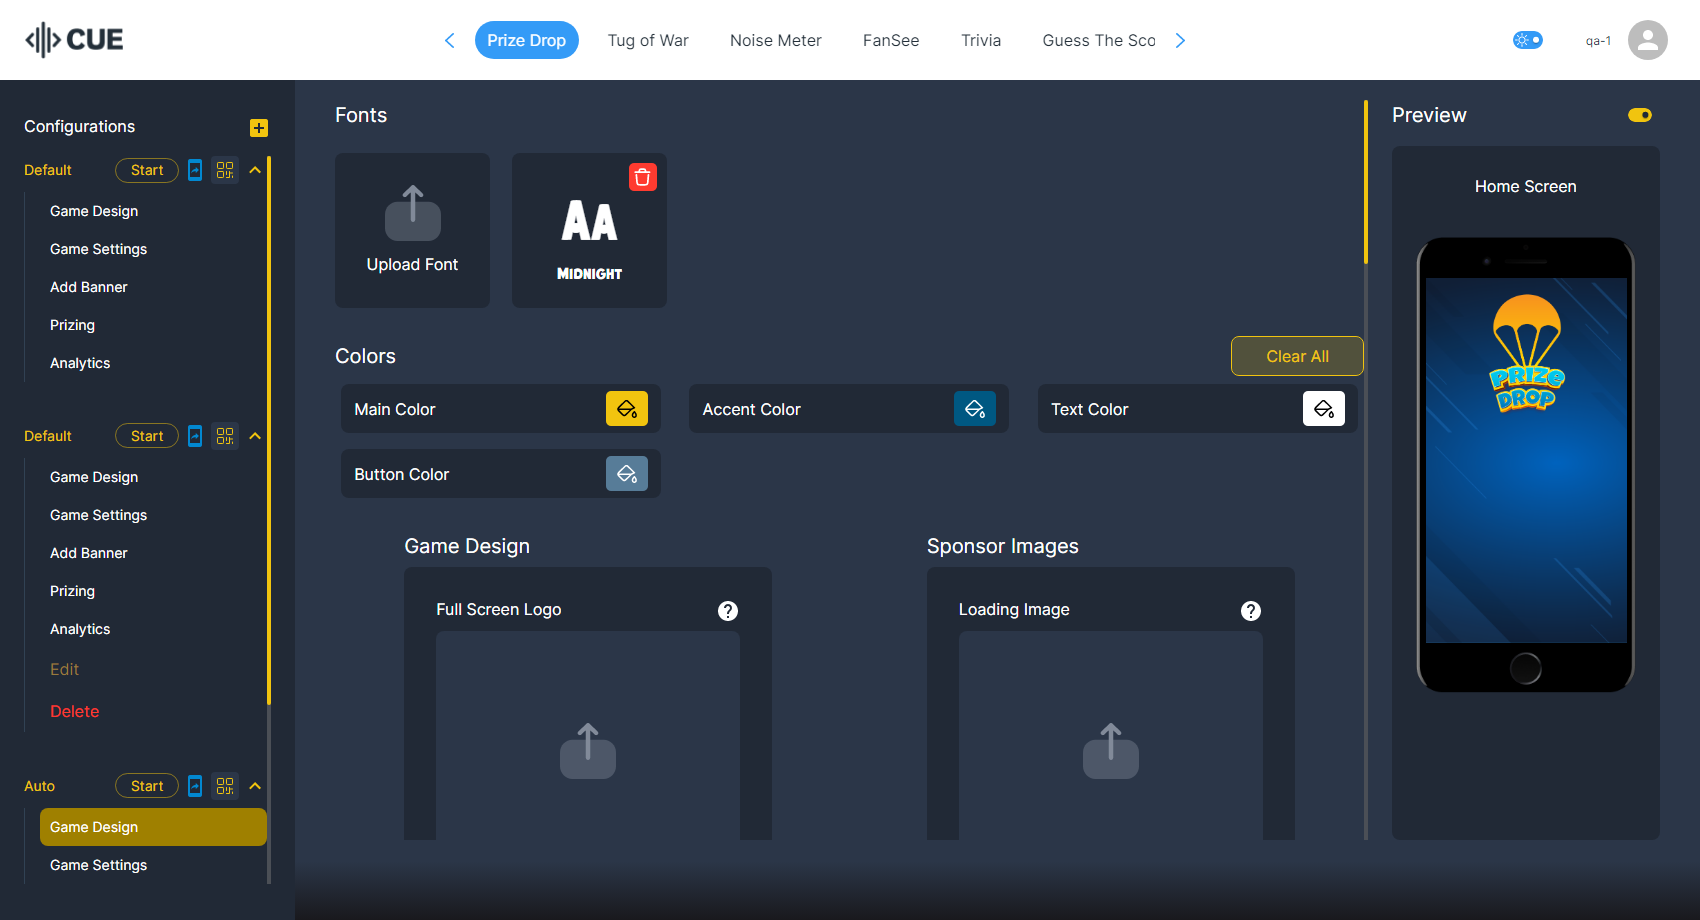 CUE
Prize Drop
Tug of War
Noise Meter
FanSee
Trivia
Guess The Sco
qa-1
Configurations
Default
Start
Game Design
Game Settings
Add Banner
Prizing
Analytics
Default
Start
Game Design
Game Settings
Add Banner
Prizing
Analytics
Edit
Delete
Auto
Start
Game Design
Game Settings
Fonts
Upload Font
AA
MIDNIGHT
Colors
Clear All
Main Color
Accent Color
Text Color
Button Color
Game Design
Full Screen Logo
?
Sponsor Images
Loading Image
?
Preview
Home Screen
PRIZE
DROP